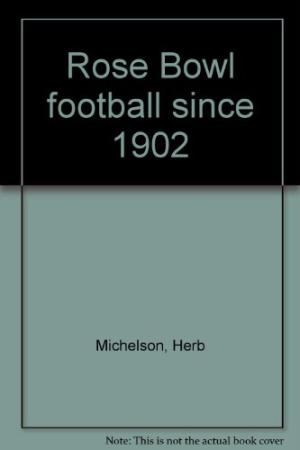 Rose Bowl
football since
1902
Michelson, Herb
Note: This is not the actual book cover